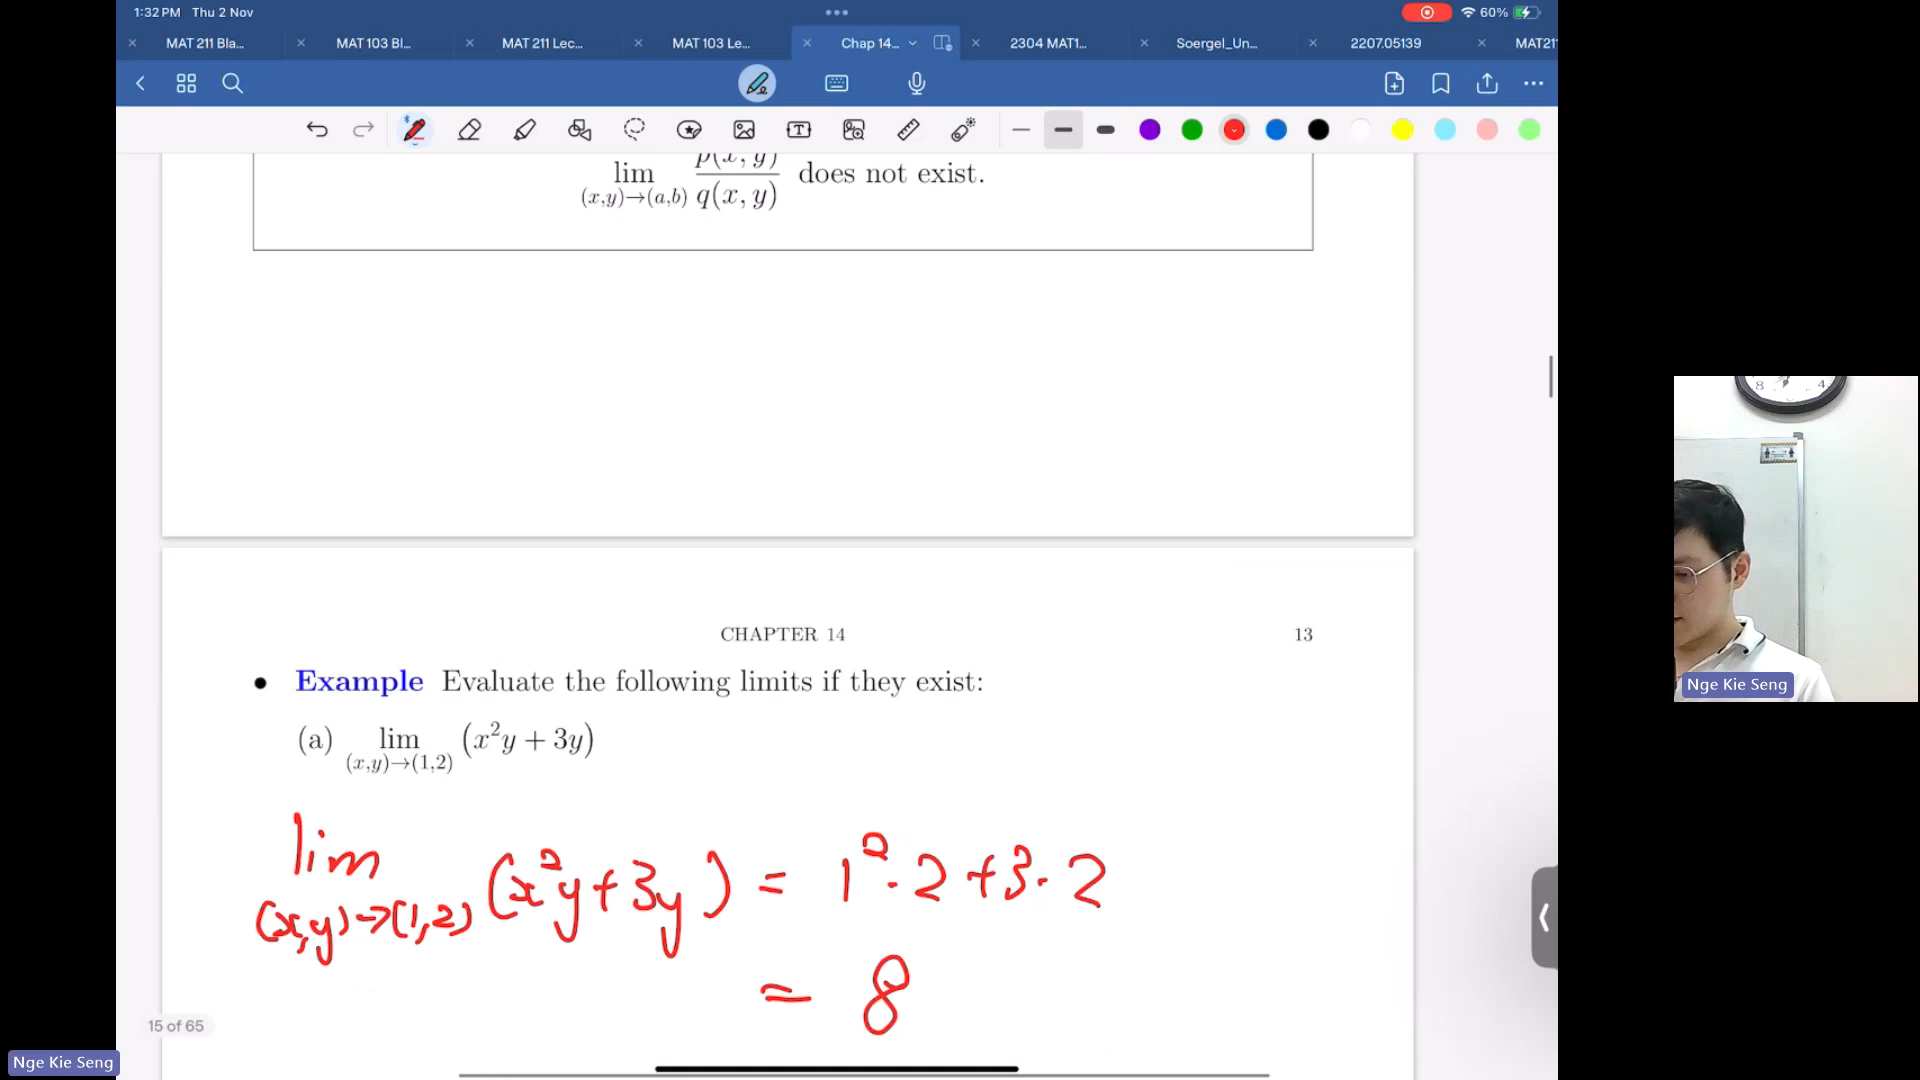 1:32 PM Thu 2 Nov
60%
MAT 211 Bla...
MAT 103 Bl...
MAT 211 Lec...
MAT 103 Le...
Chap 14...
2304 MAT1...
Soergel_Un...
2207.05139
MAT21
lim p(x, y)
(x,y)→(a,b) q(x, y) does not exist.
CHAPTER 14 13
• Example Evaluate the following limits if they exist:
(a) lim (x²y + 3y)
(x,y)→(1,2)
lim (x²y + 3y) = 1² · 2 + 3 · 2
(x,y)→(1,2)
= 8
15 of 65
Nge Kie Seng
8 4
Nge Kie Seng